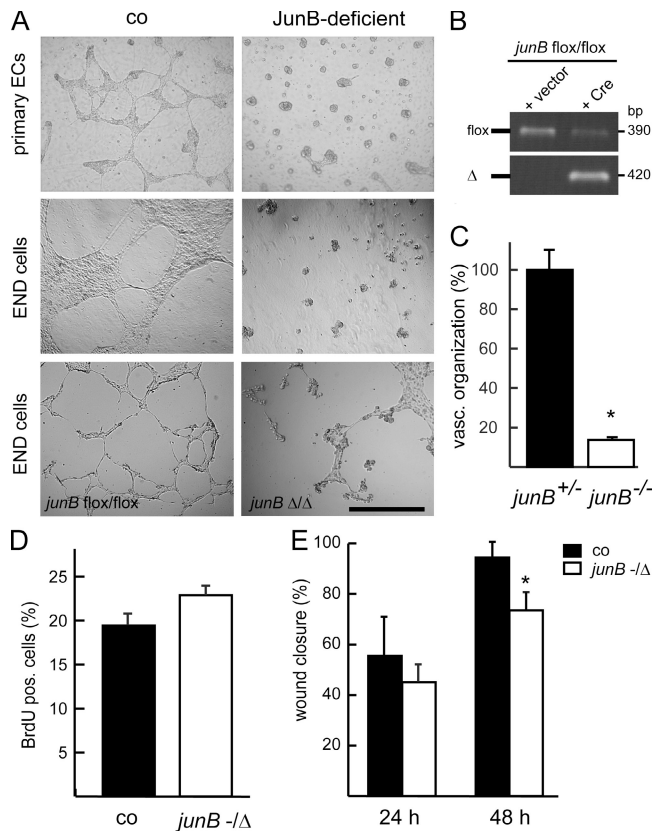 A
co
JunB-deficient
primary ECs
END cells
END cells
junB flox/flox
junB Δ/Δ
B
junB flox/flox
+ vector
+ Cre
bp
flox
390
Δ
420
C
vasc. organization (%)
100
80
60
40
20
*
junB+/-
junB-/-
D
BrdU pos. cells (%)
25
20
15
10
5
co
junB -/Δ
E
wound closure (%)
100
80
60
40
20
*
24 h
48 h
co
junB -/Δ